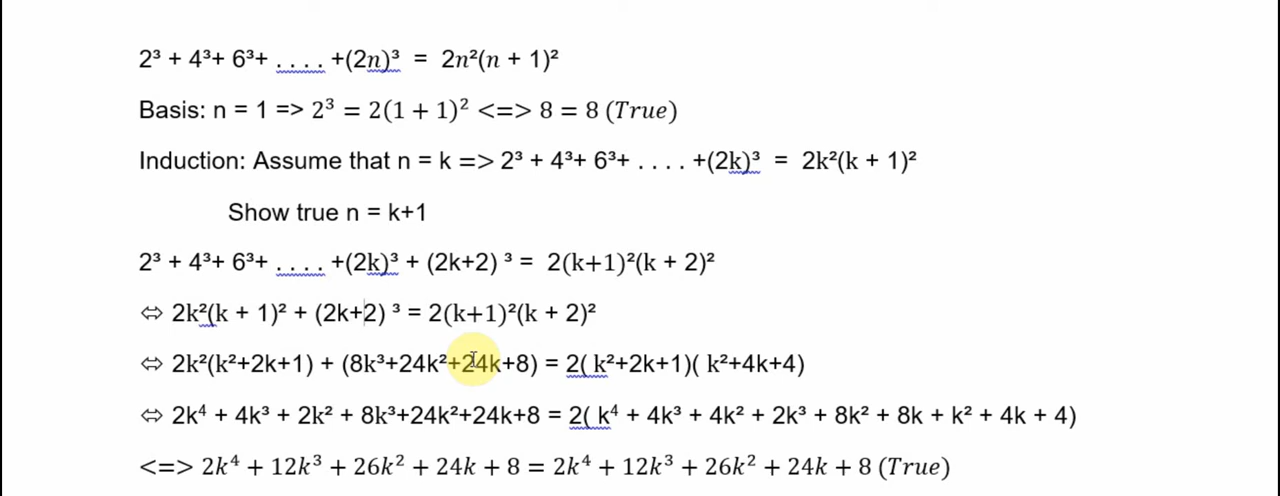 2³ + 4³+ 6³+ . . . . +(2n)³ = 2n²(n + 1)²
Basis: n = 1 => 2³ = 2(1 + 1)² <=> 8 = 8 (True)
Induction: Assume that n = k => 2³ + 4³+ 6³+ . . . . +(2k)³ = 2k²(k + 1)²
Show true n = k+1
2³ + 4³+ 6³+ . . . . +(2k)³ + (2k+2) ³ = 2(k+1)²(k + 2)²
⇔ 2k²(k + 1)² + (2k+2) ³ = 2(k+1)²(k + 2)²
⇔ 2k²(k²+2k+1) + (8k³+24k²+24k+8) = 2( k²+2k+1)( k²+4k+4)
⇔ 2k⁴ + 4k³ + 2k² + 8k³+24k²+24k+8 = 2( k⁴ + 4k³ + 4k² + 2k³ + 8k² + 8k + k² + 4k + 4)
<=> 2k⁴ + 12k³ + 26k² + 24k + 8 = 2k⁴ + 12k³ + 26k² + 24k + 8 (True)